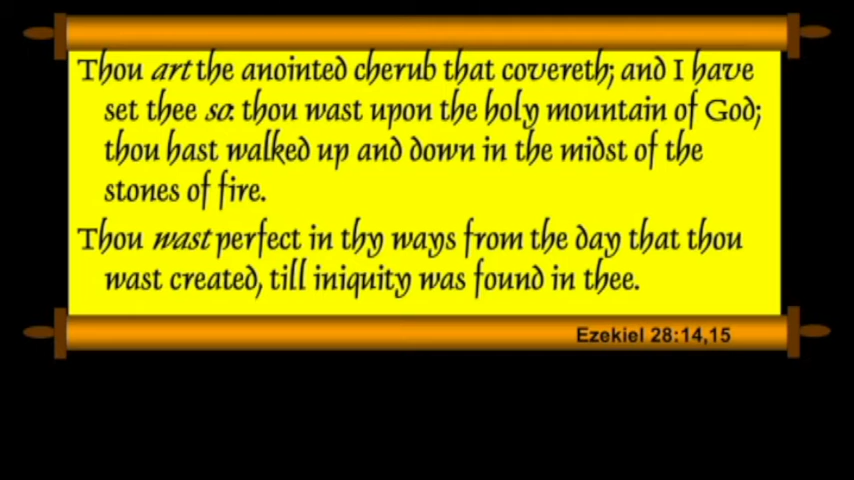 Thou art the anointed cherub that covereth; and I have
set thee so: thou wast upon the holy mountain of God;
thou hast walked up and down in the midst of the
stones of fire.
Thou wast perfect in thy ways from the day that thou
wast created, till iniquity was found in thee.
Ezekiel 28:14,15